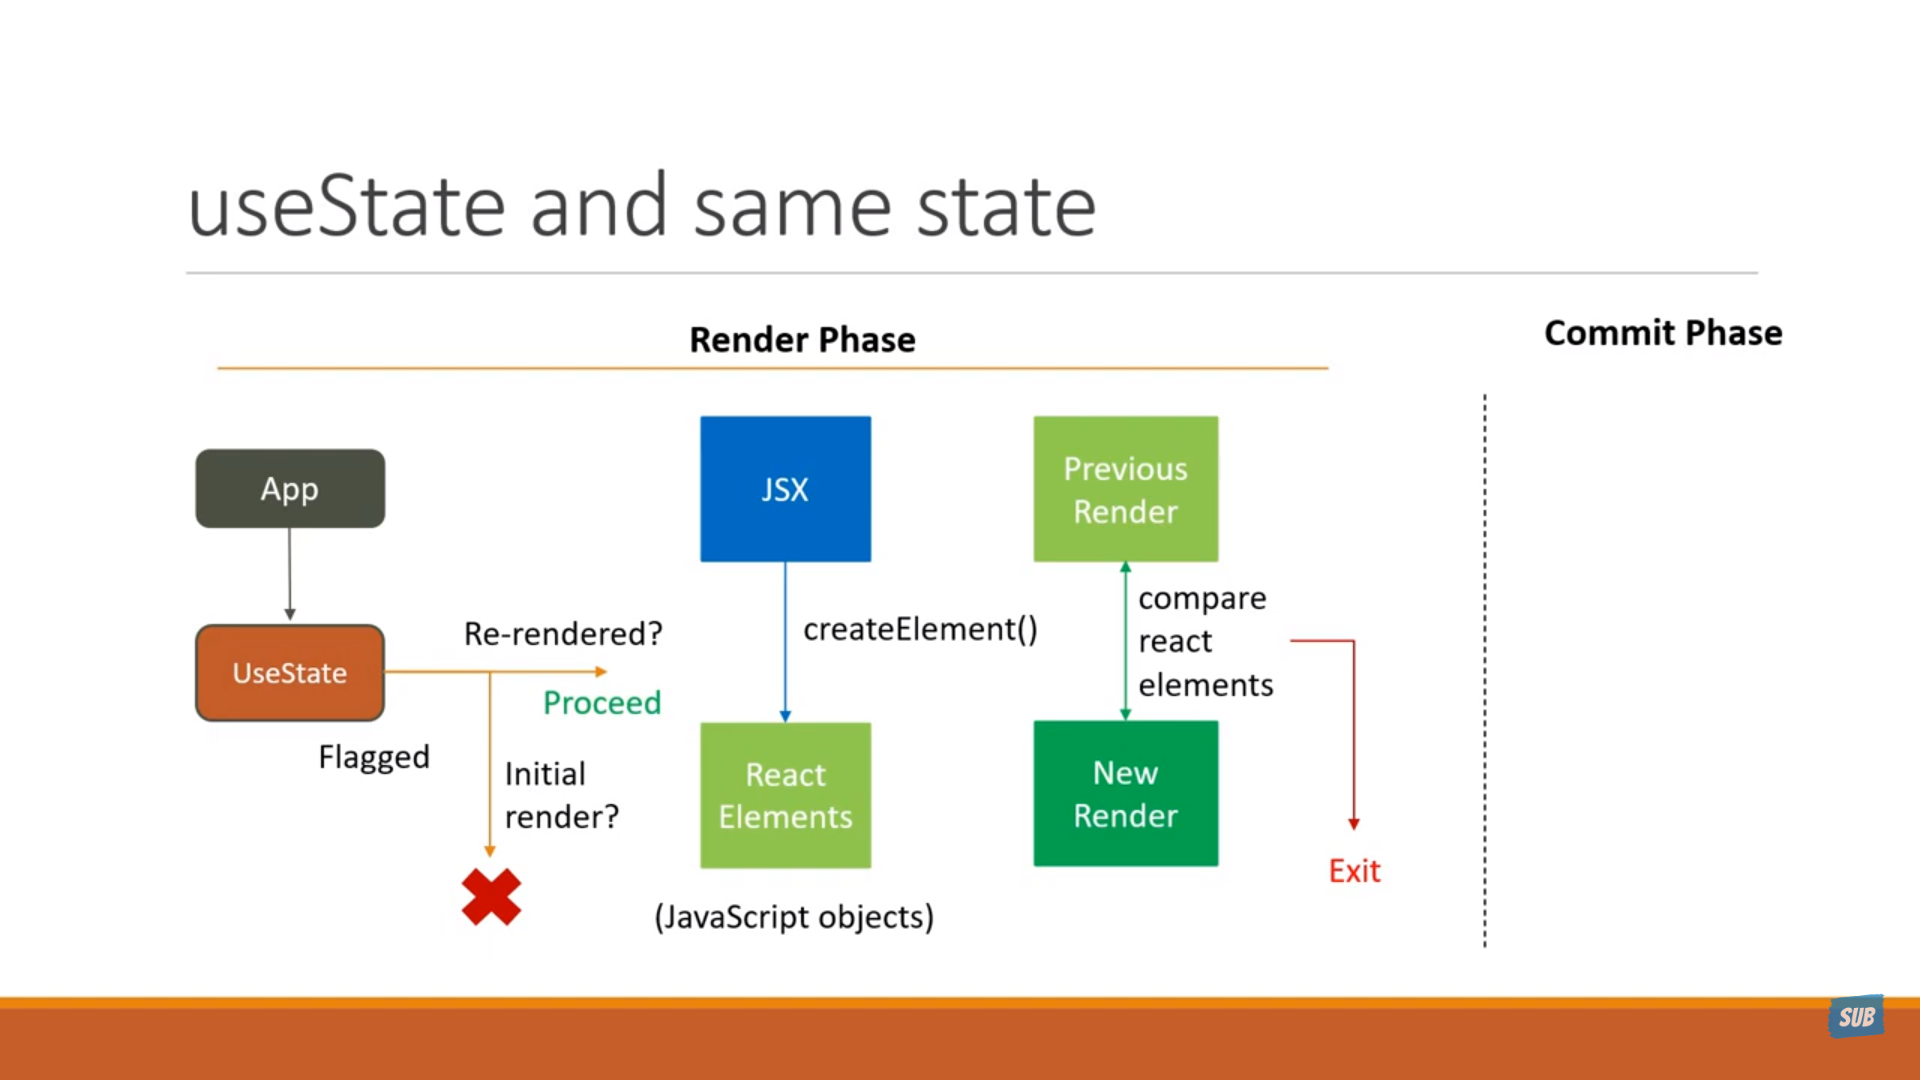 useState and same state
Render Phase
Commit Phase
App
UseState
Flagged
Re-rendered?
Proceed
Initial
render?
JSX
createElement()
React
Elements
(JavaScript objects)
Previous
Render
compare
react
elements
New
Render
Exit
SUB